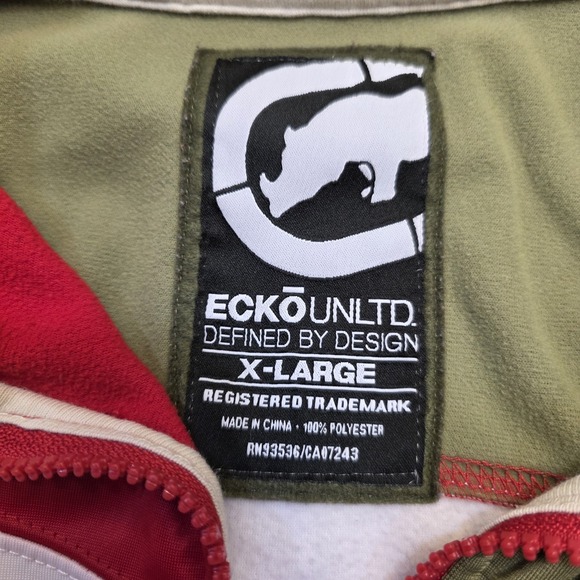 ECKŌ UNLTD.
DEFINED BY DESIGN
X-LARGE
REGISTERED TRADEMARK
MADE IN CHINA · 100% POLYESTER
RN93536/CA07243